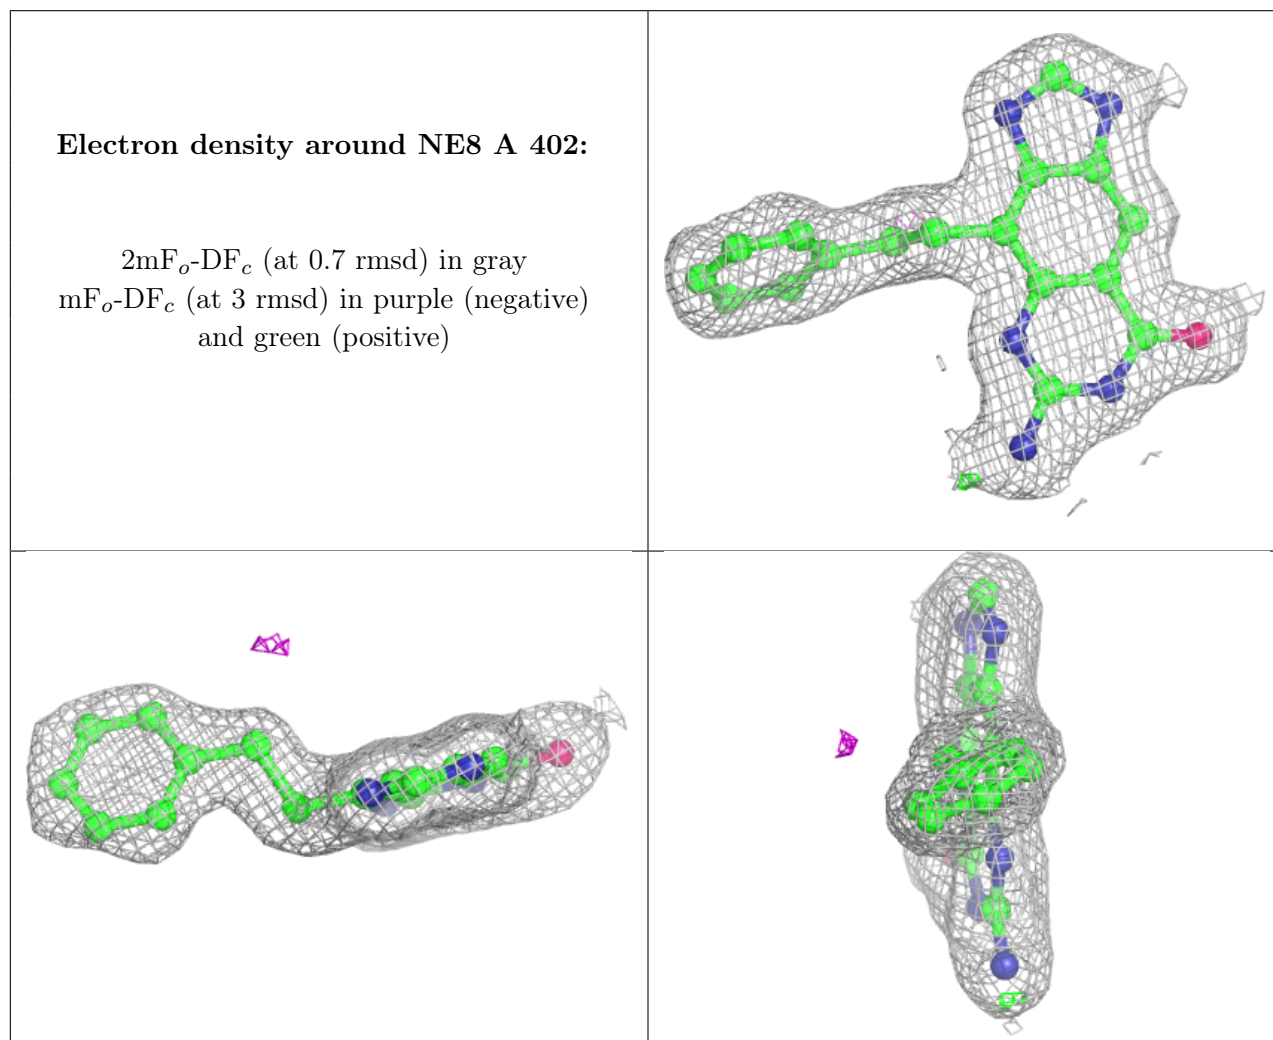 Electron density around NE8 A 402:
2mFₒ-DF𝒸 (at 0.7 rmsd) in gray
mFₒ-DF𝒸 (at 3 rmsd) in purple (negative)
and green (positive)